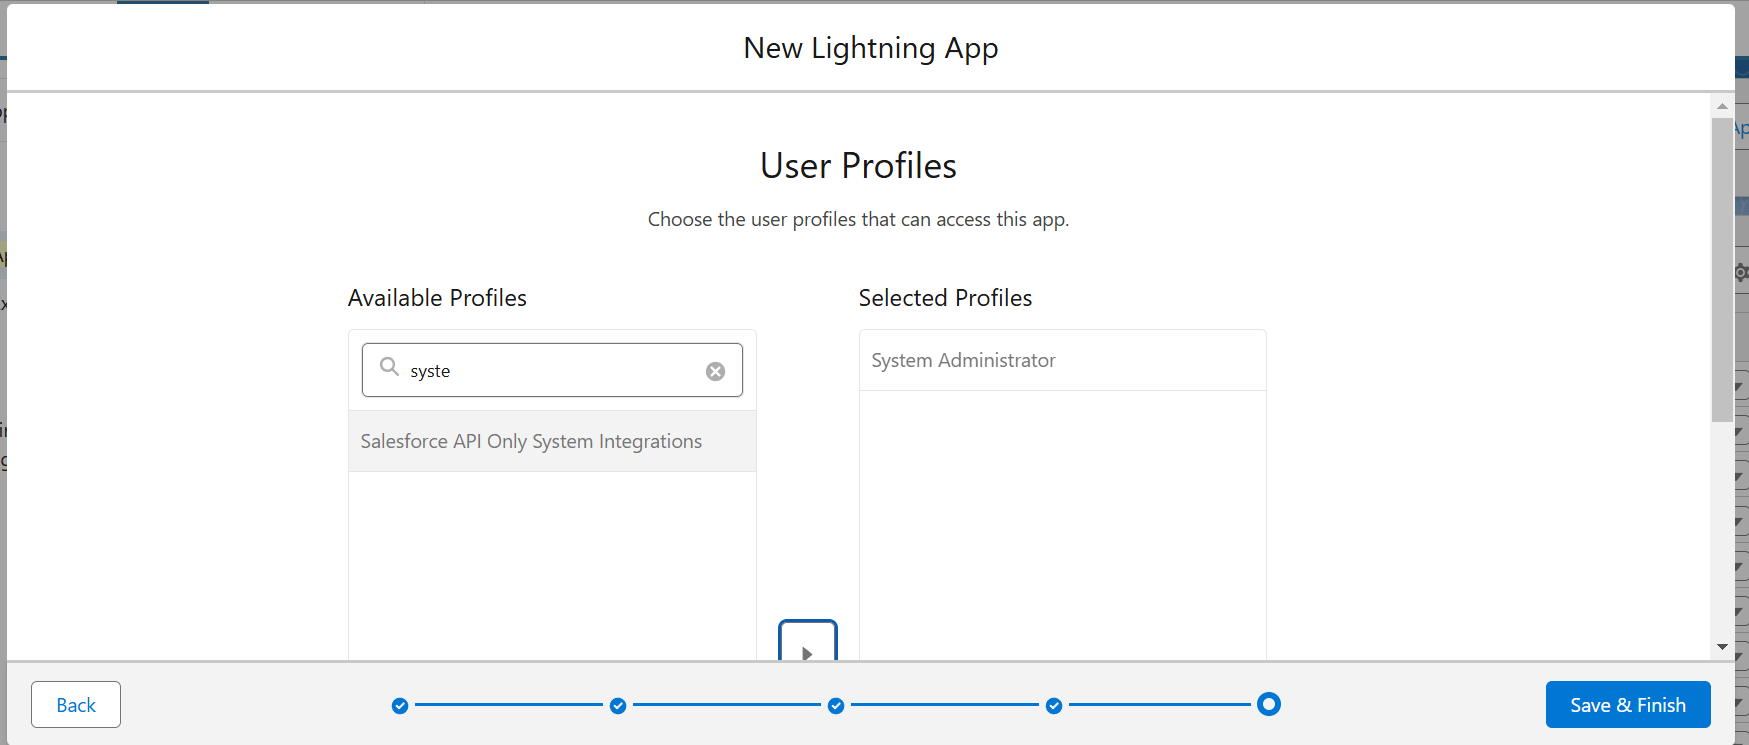 New Lightning App
User Profiles
Choose the user profiles that can access this app.
Available Profiles
Selected Profiles
syste
System Administrator
Salesforce API Only System Integrations
Back
Save & Finish